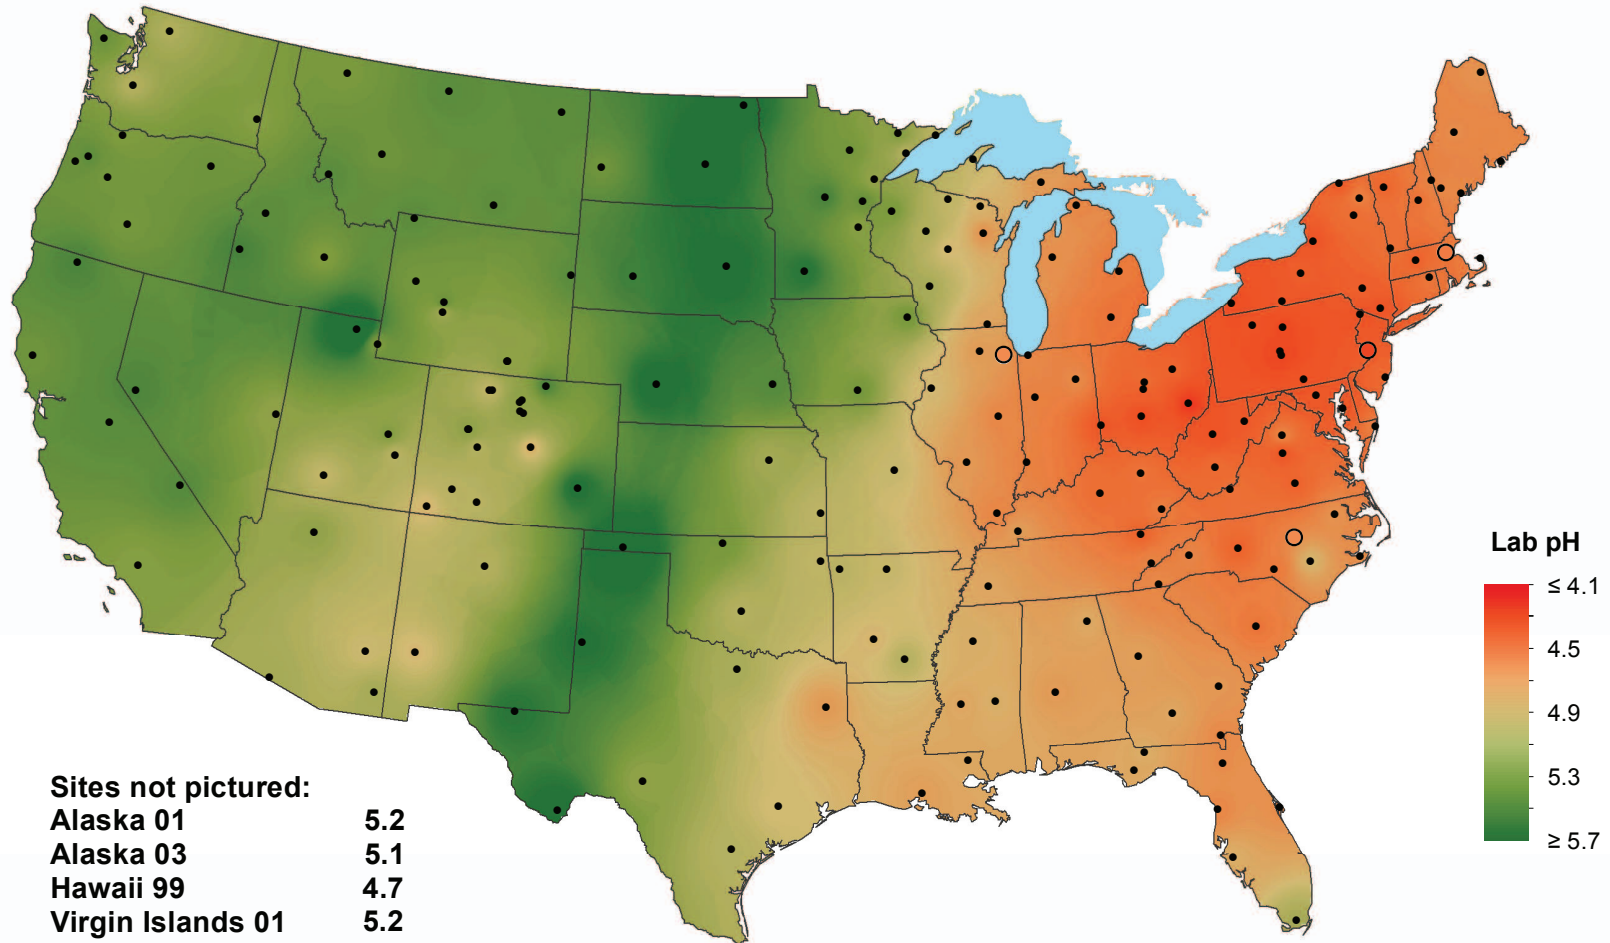 Lab pH
≤ 4.1
4.5
4.9
5.3
≥ 5.7
Sites not pictured:
Alaska 01 5.2
Alaska 03 5.1
Hawaii 99 4.7
Virgin Islands 01 5.2